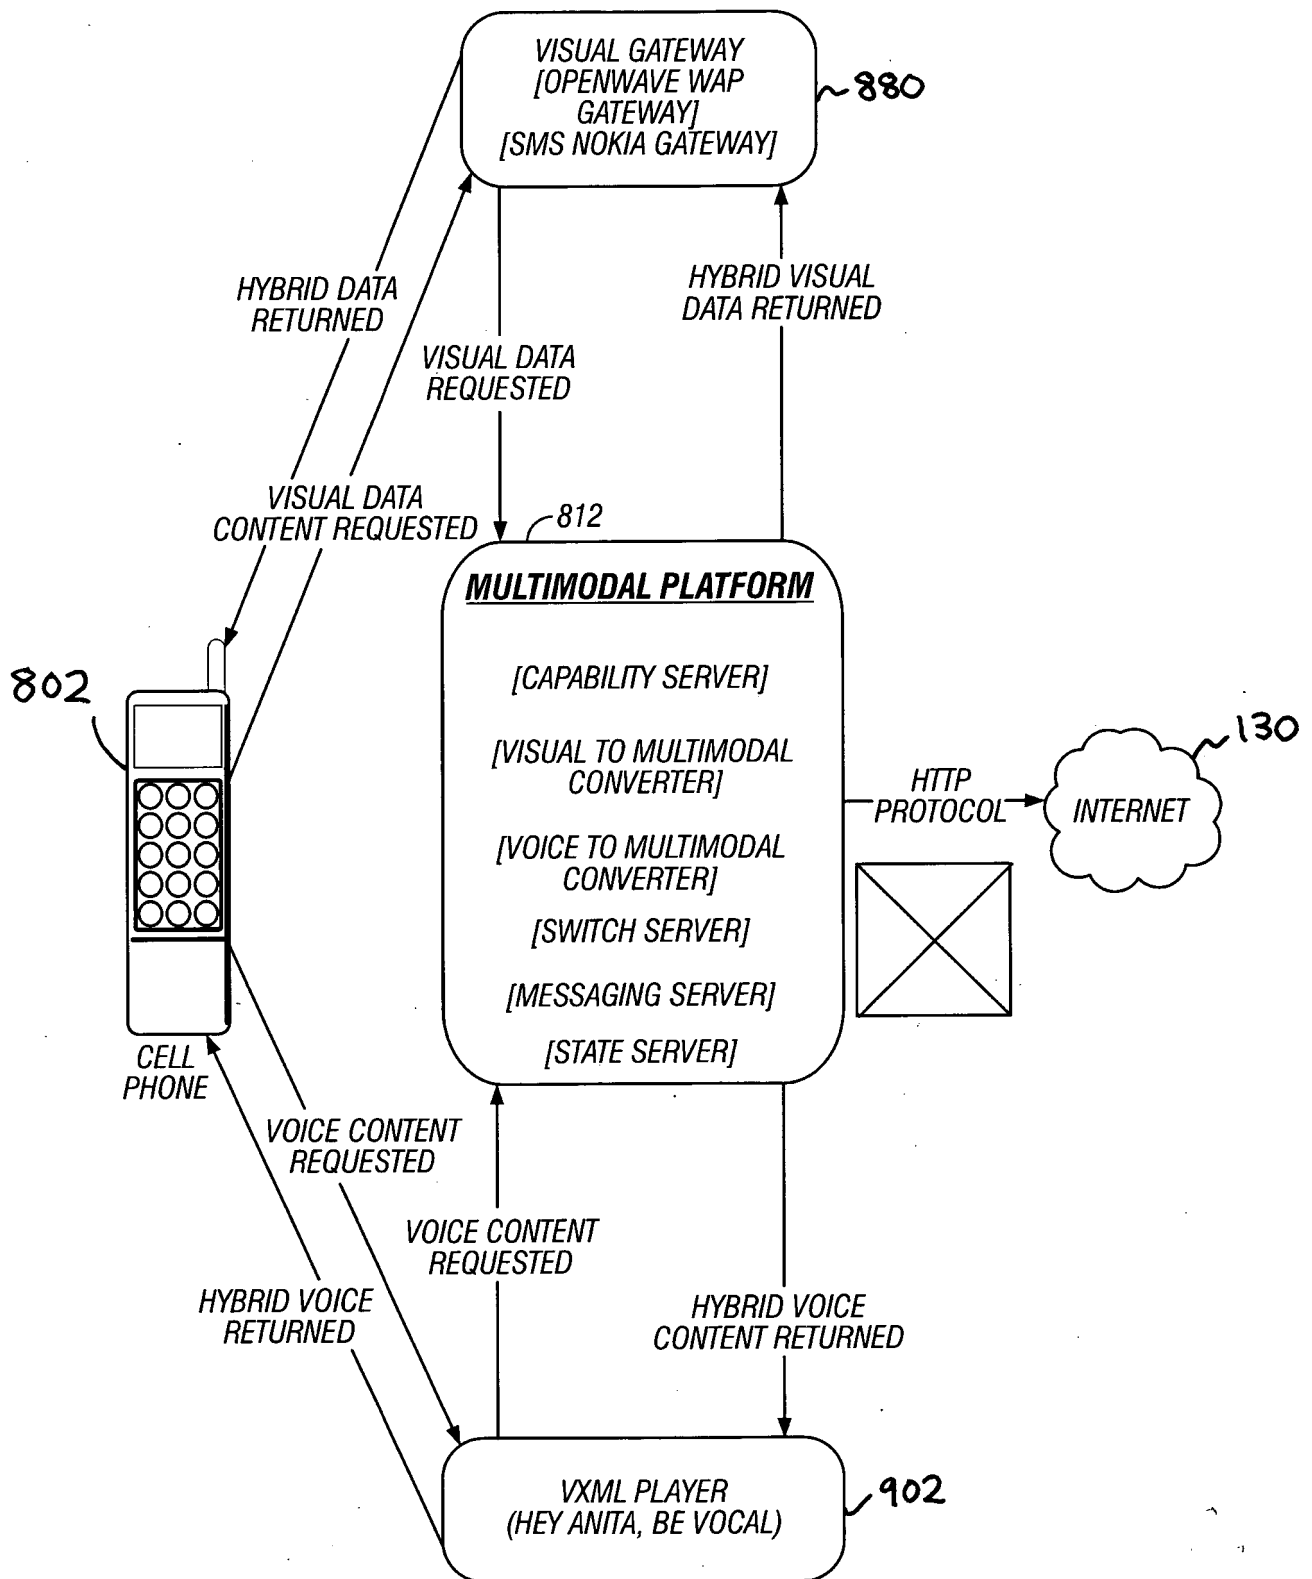 VISUAL GATEWAY
[OPENWAVE WAP
GATEWAY]
[SMS NOKIA GATEWAY]
880
HYBRID DATA
RETURNED
HYBRID VISUAL
DATA RETURNED
VISUAL DATA
REQUESTED
VISUAL DATA
CONTENT REQUESTED
812
MULTIMODAL PLATFORM
[CAPABILITY SERVER]
[VISUAL TO MULTIMODAL
CONVERTER]
[VOICE TO MULTIMODAL
CONVERTER]
[SWITCH SERVER]
[MESSAGING SERVER]
[STATE SERVER]
802
CELL
PHONE
HTTP
PROTOCOL
130
INTERNET
VOICE CONTENT
REQUESTED
VOICE CONTENT
REQUESTED
HYBRID VOICE
RETURNED
HYBRID VOICE
CONTENT RETURNED
VXML PLAYER
(HEY ANITA, BE VOCAL)
902